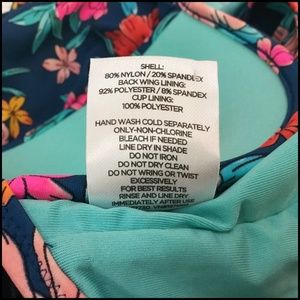 SHELL:
80% NYLON / 20% SPANDEX
BACK WING LINING:
92% POLYESTER / 8% SPANDEX
CUP LINING:
100% POLYESTER
HAND WASH COLD SEPARATELY
ONLY-NON-CHLORINE
BLEACH IF NEEDED
LINE DRY IN SHADE
DO NOT IRON
DO NOT DRY CLEAN
DO NOT WRING OR TWIST
EXCESSIVELY
FOR BEST RESULTS
RINSE AND LINE DRY
IMMEDIATELY AFTER USE